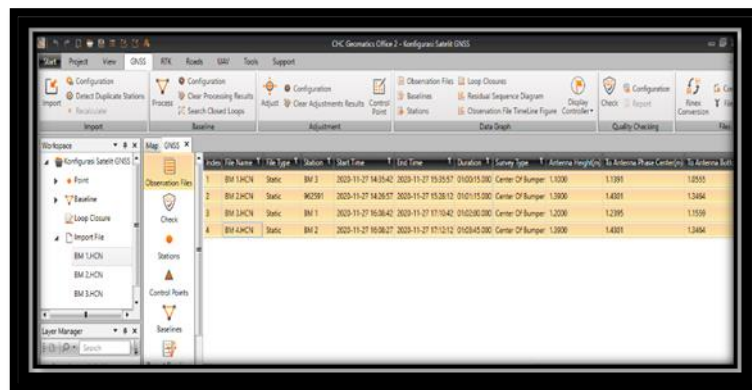 CHC Geomatics Office 2 - Konfigurasi Satelit GNSS
Start Project View GNSS RTK Roads UAV Tools Support
Import
Configuration
Detect Duplicate Stations
Recalculate
Import
Process
Configuration
Clear Processing Results
Search Closed Loops
Baseline
Adjust
Configuration
Clear Adjustments Results
Control Point
Adjustment
Observation Files
Baselines
Stations
Loop Closures
Residual Sequence Diagram
Observation File TimeLine Figure
Display Controller
Data Graph
Check
Configuration
Report
Quality Checking
Rinex Conversion
Files
Workspace
Konfigurasi Satelit GNSS
Point
Baseline
Loop Closure
Import File
BM 1.HCN
BM 2.HCN
BM 3.HCN
Layer Manager
Search
Map GNSS
Observation Files
Check
Stations
Control Points
Baselines
Index File Name File Type Station Start Time End Time Duration Survey Type Antenna Height(m) To Antenna Phase Center(m) To Antenna Bott
1 BM 1.HCN Static BM 3 2020-11-27 14:35:42 2020-11-27 15:35:57 01:00:15.000 Center Of Bumper 1.1000 1.1395 1.0555
2 BM 2.HCN Static 962591 2020-11-27 14:26:57 2020-11-27 15:28:12 01:01:15.000 Center Of Bumper 1.3900 1.4301 1.3464
3 BM 3.HCN Static BM 1 2020-11-27 16:08:42 2020-11-27 17:10:42 01:02:00.000 Center Of Bumper 1.2000 1.2395 1.1559
4 BM 4.HCN Static BM 2 2020-11-27 16:08:27 2020-11-27 17:12:12 01:03:45.000 Center Of Bumper 1.3900 1.4301 1.3464